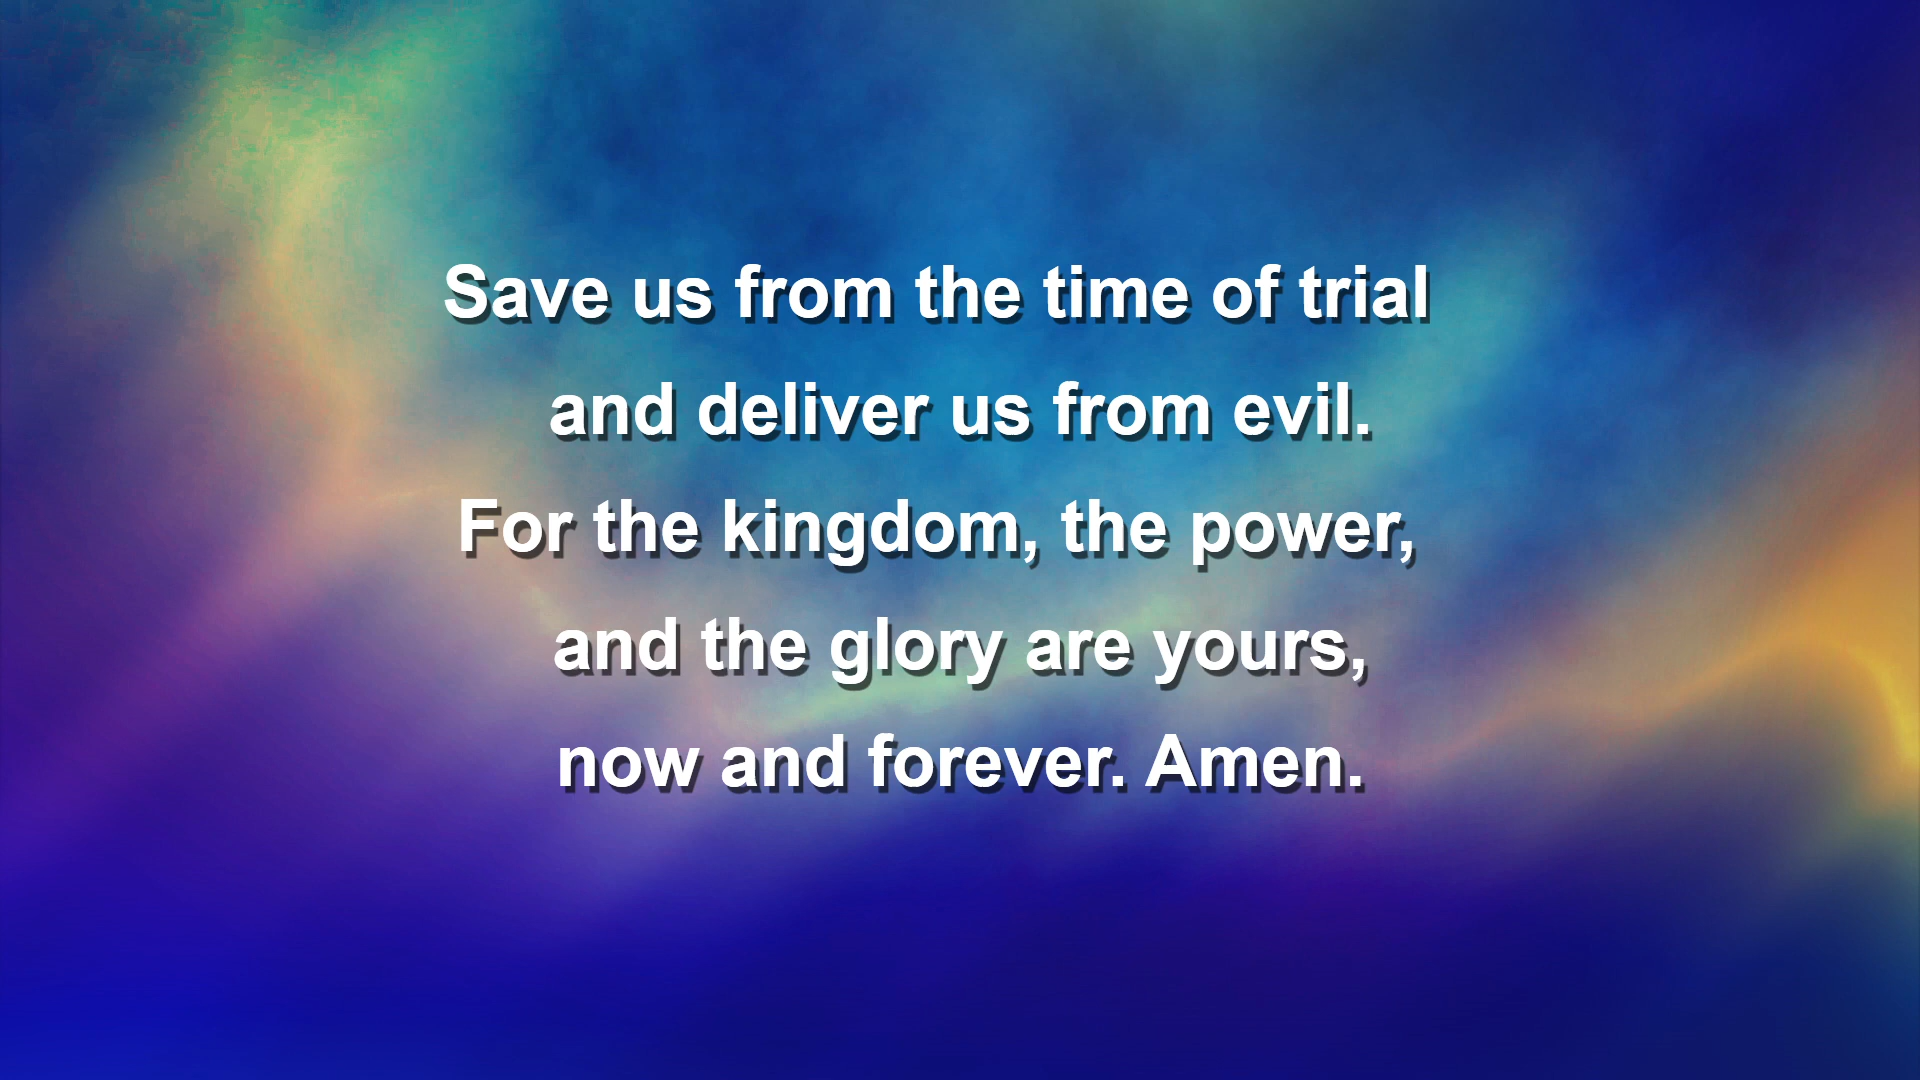 Save us from the time of trial
and deliver us from evil.
For the kingdom, the power,
and the glory are yours,
now and forever. Amen.